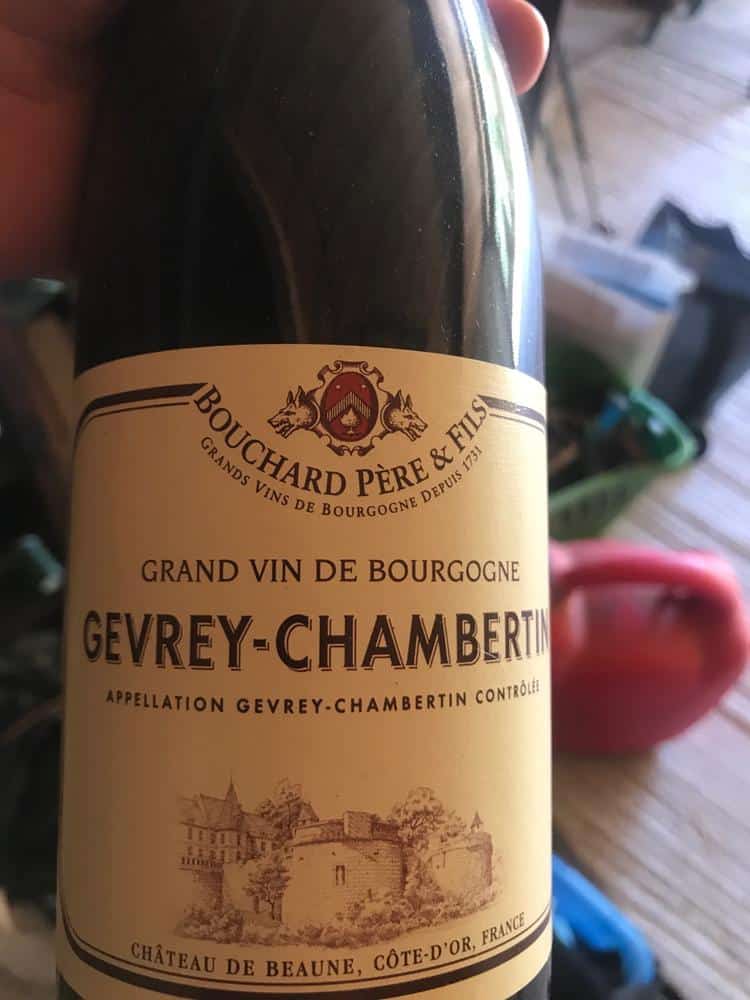 BOUCHARD PÈRE & FILS
GRANDS VINS DE BOURGOGNE DEPUIS 1731
GRAND VIN DE BOURGOGNE
GEVREY-CHAMBERTIN
APPELLATION GEVREY-CHAMBERTIN CONTRÔLÉE
CHÂTEAU DE BEAUNE, CÔTE-D'OR, FRANCE